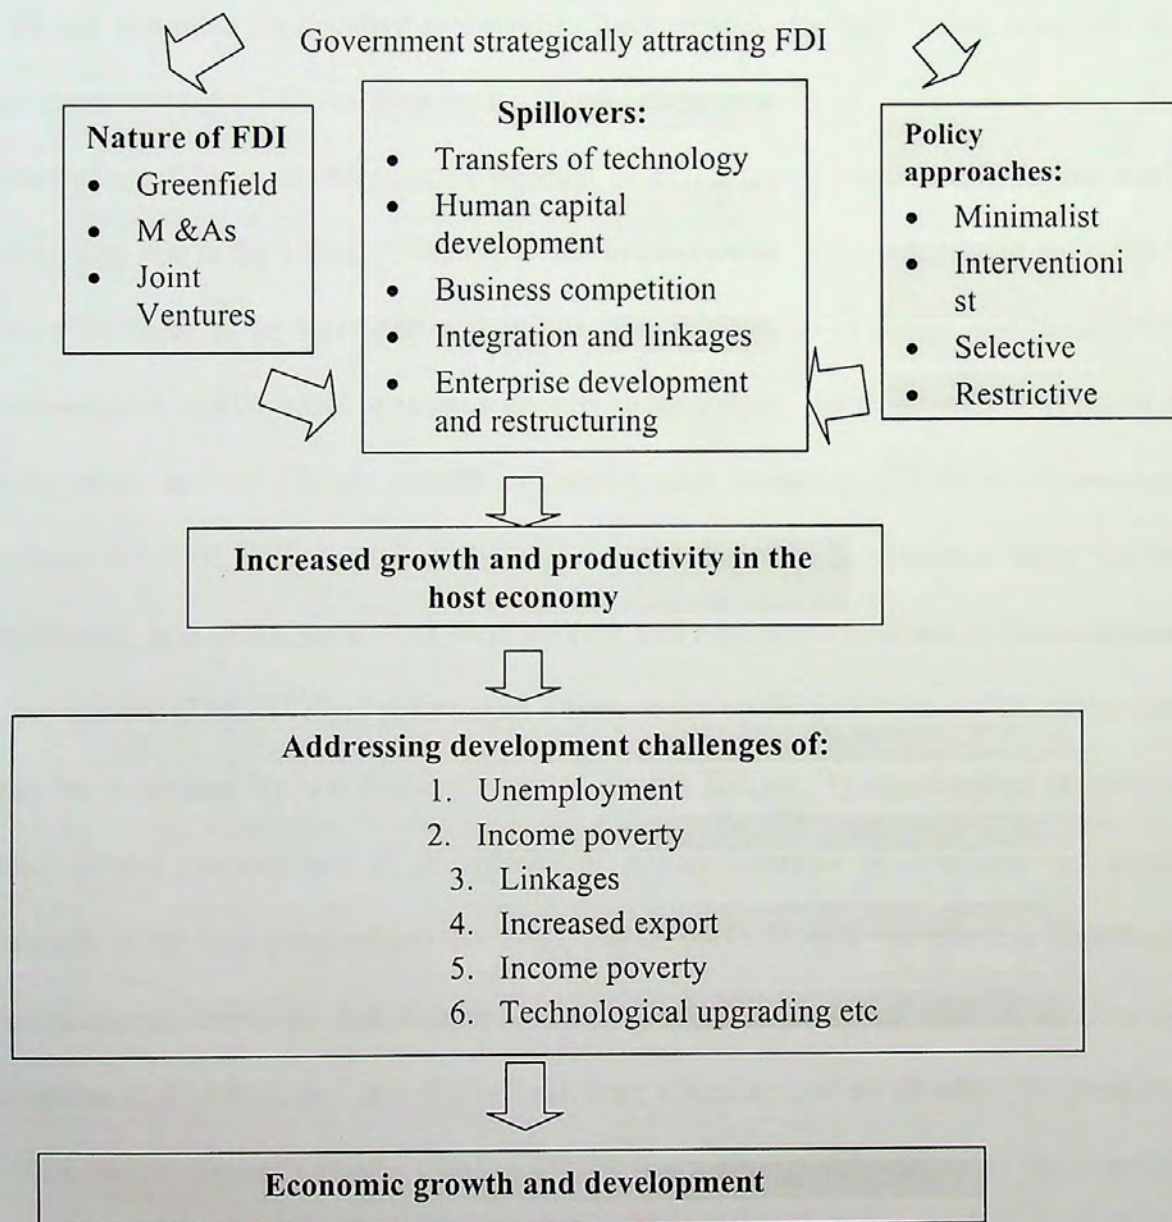 Government strategically attracting FDI
Nature of FDI
• Greenfield
• M &As
• Joint
Ventures
Spillovers:
• Transfers of technology
• Human capital
development
• Business competition
• Integration and linkages
• Enterprise development
and restructuring
Policy
approaches:
• Minimalist
• Interventioni
st
• Selective
• Restrictive
Increased growth and productivity in the
host economy
Addressing development challenges of:
1. Unemployment
2. Income poverty
3. Linkages
4. Increased export
5. Income poverty
6. Technological upgrading etc
Economic growth and development